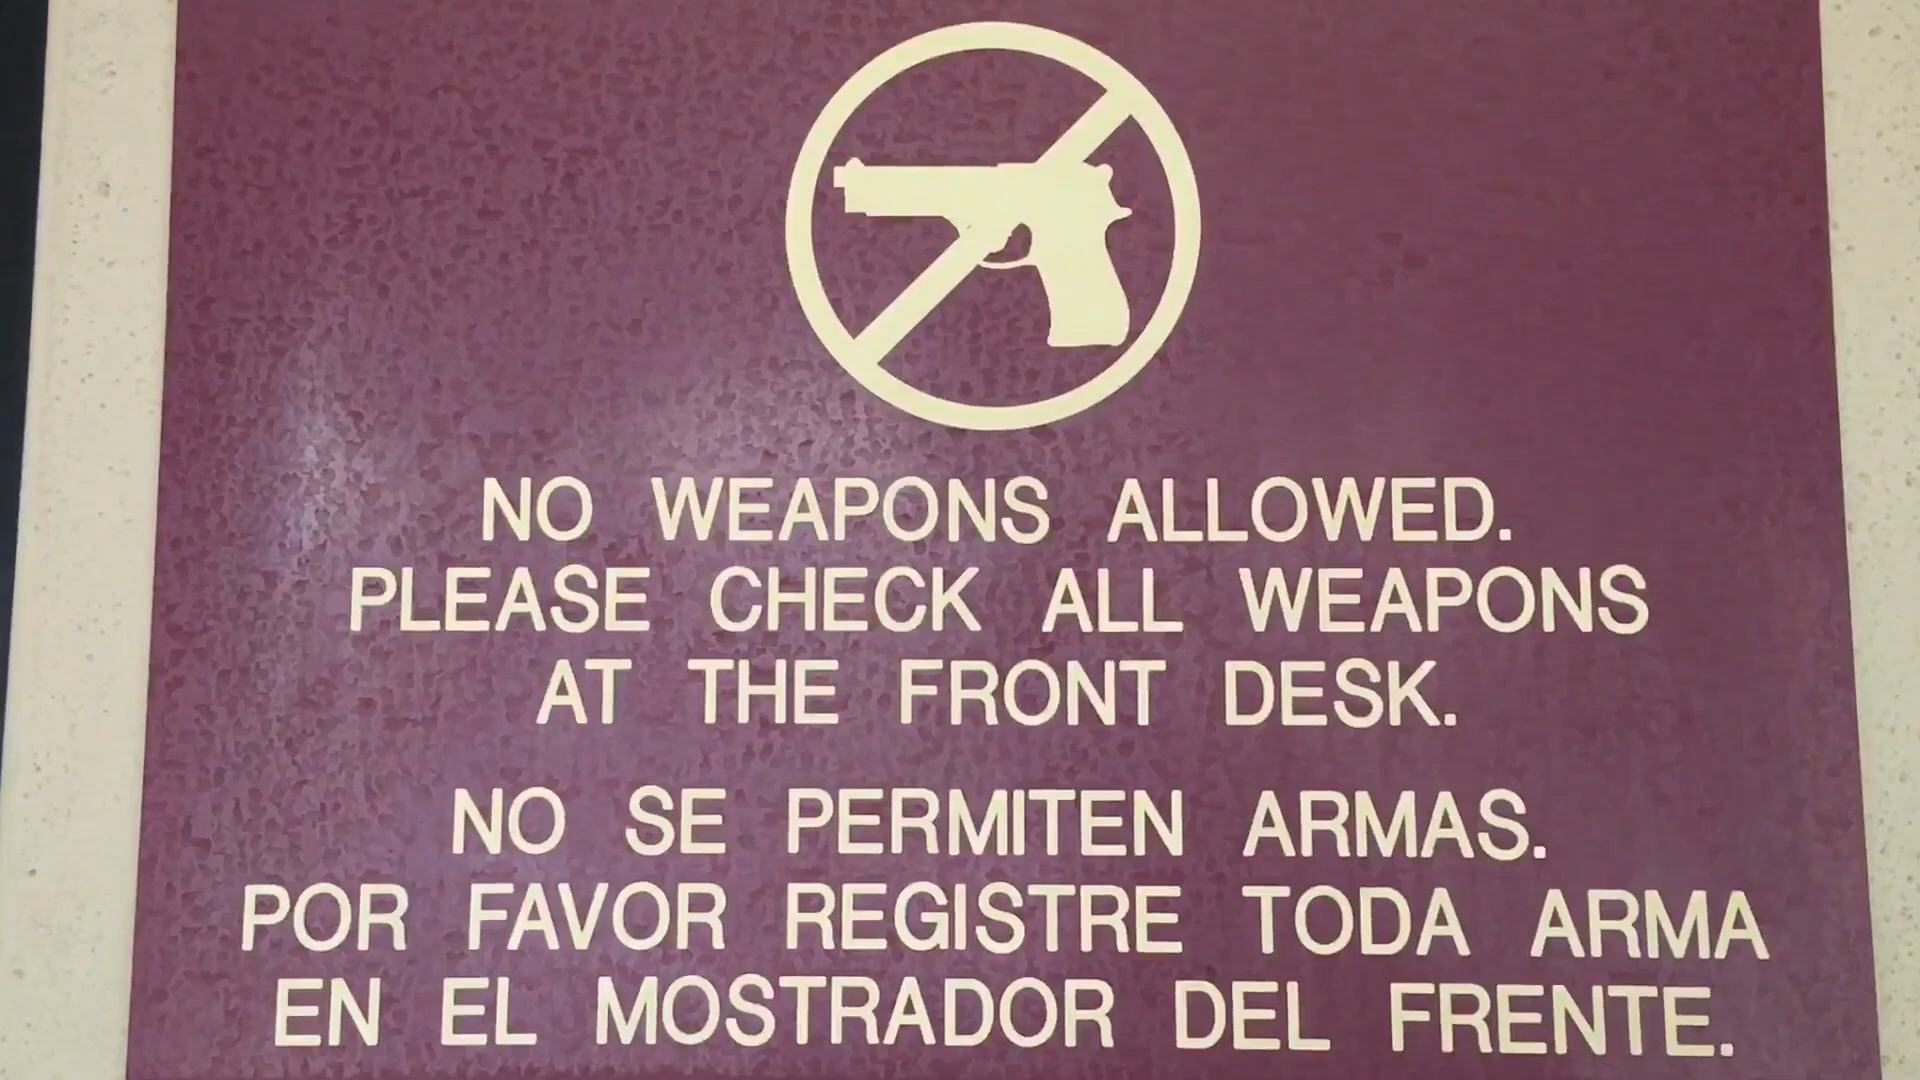 NO WEAPONS ALLOWED.
PLEASE CHECK ALL WEAPONS
AT THE FRONT DESK.
NO SE PERMITEN ARMAS.
POR FAVOR REGISTRE TODA ARMA
EN EL MOSTRADOR DEL FRENTE.